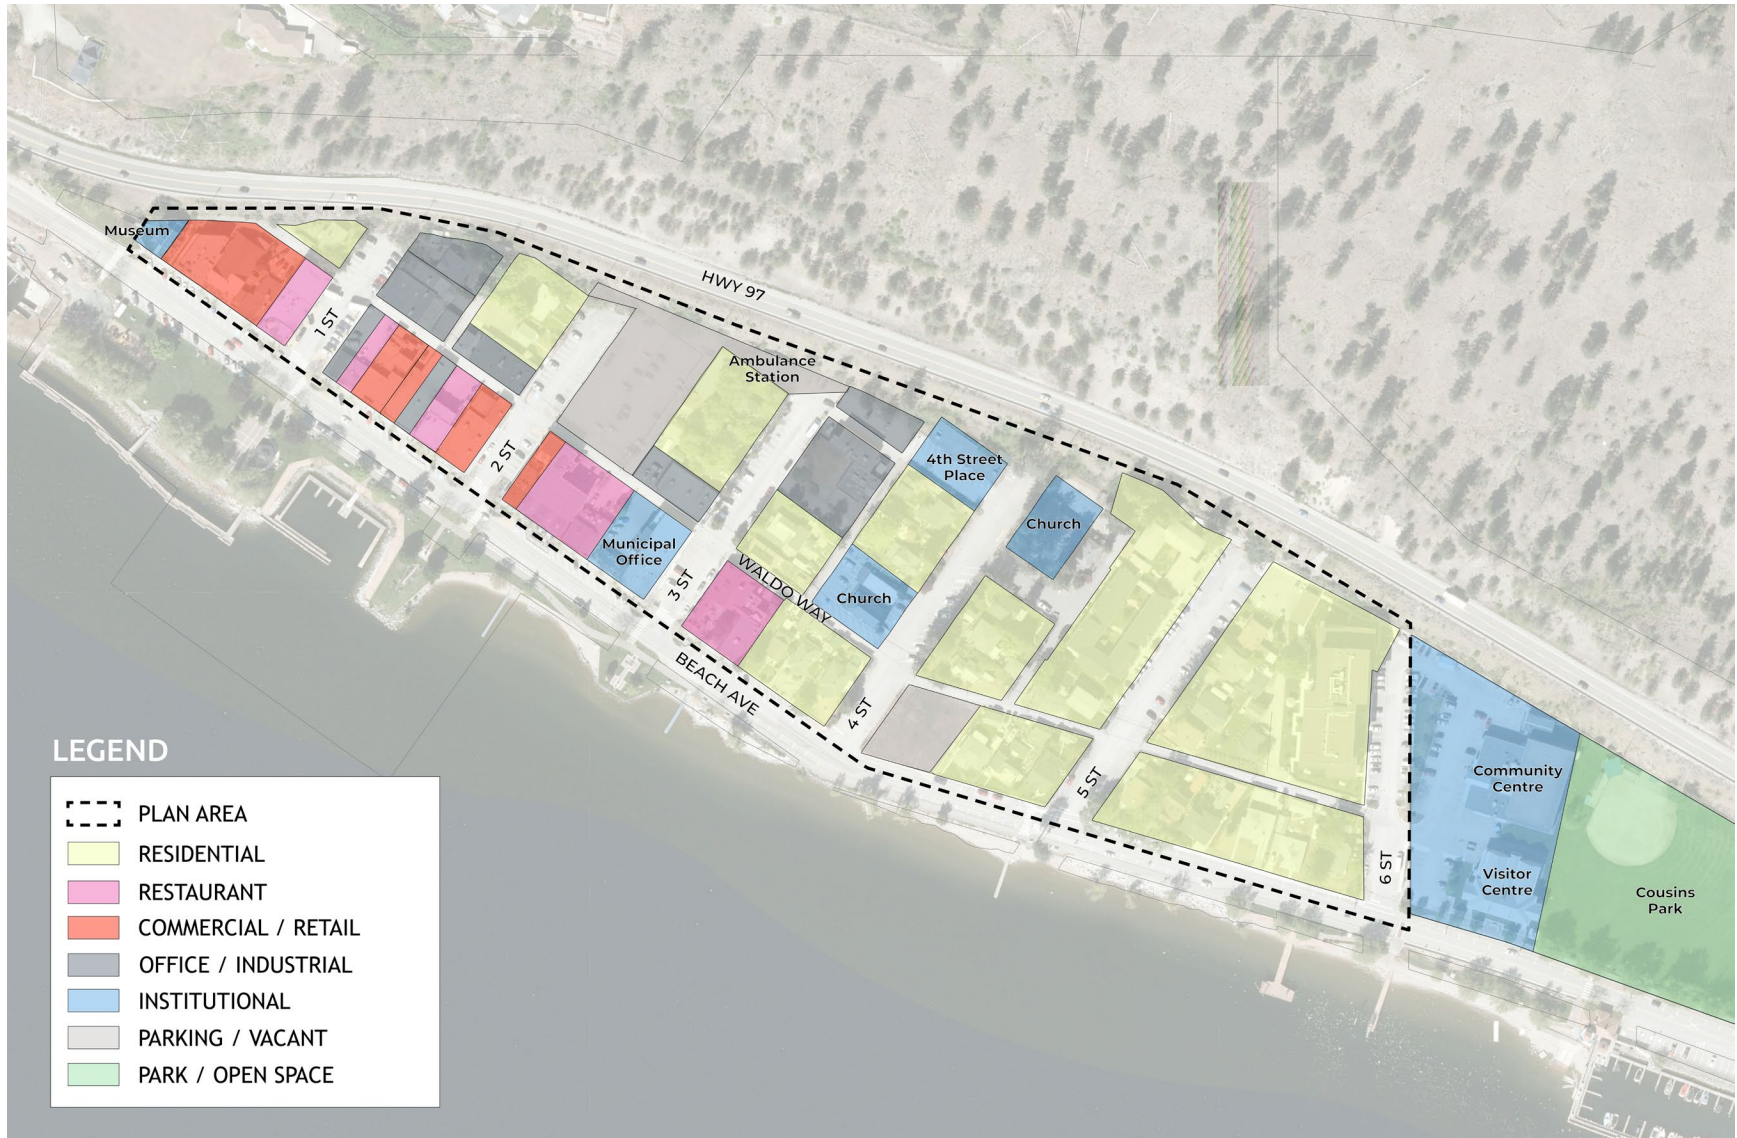 Museum
HWY 97
1 ST
Ambulance
Station
2 ST
4th Street
Place
Church
Municipal
Office
WALDO WAY
3 ST
Church
BEACH AVE
4 ST
5 ST
Community
Centre
6 ST
Visitor
Centre
Cousins
Park
LEGEND
PLAN AREA
RESIDENTIAL
RESTAURANT
COMMERCIAL / RETAIL
OFFICE / INDUSTRIAL
INSTITUTIONAL
PARKING / VACANT
PARK / OPEN SPACE